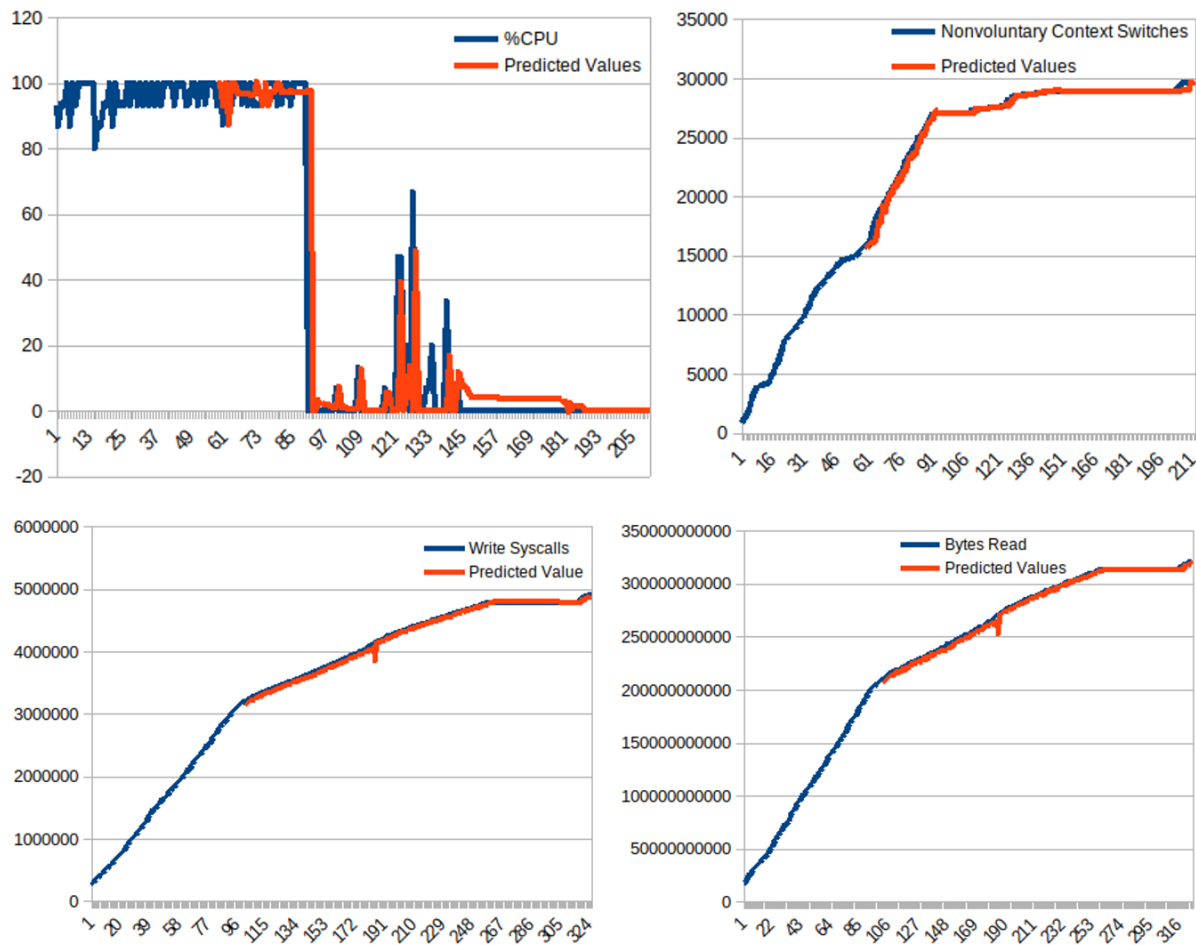 %CPU
Predicted Values
120
100
80
60
40
20
0
-20
1 13 25 37 49 61 73 85 97 109 121 133 145 157 169 181 193 205
Nonvoluntary Context Switches
Predicted Values
35000
30000
25000
20000
15000
10000
5000
0
1 16 31 46 61 76 91 106 121 136 151 166 181 196 211
Write Syscalls
Predicted Value
6000000
5000000
4000000
3000000
2000000
1000000
0
1 20 39 58 77 96 115 134 153 172 191 210 229 248 267 286 305 324
Bytes Read
Predicted Values
350000000000
300000000000
250000000000
200000000000
150000000000
100000000000
50000000000
0
1 22 43 64 85 106 127 148 169 190 211 232 253 274 295 316